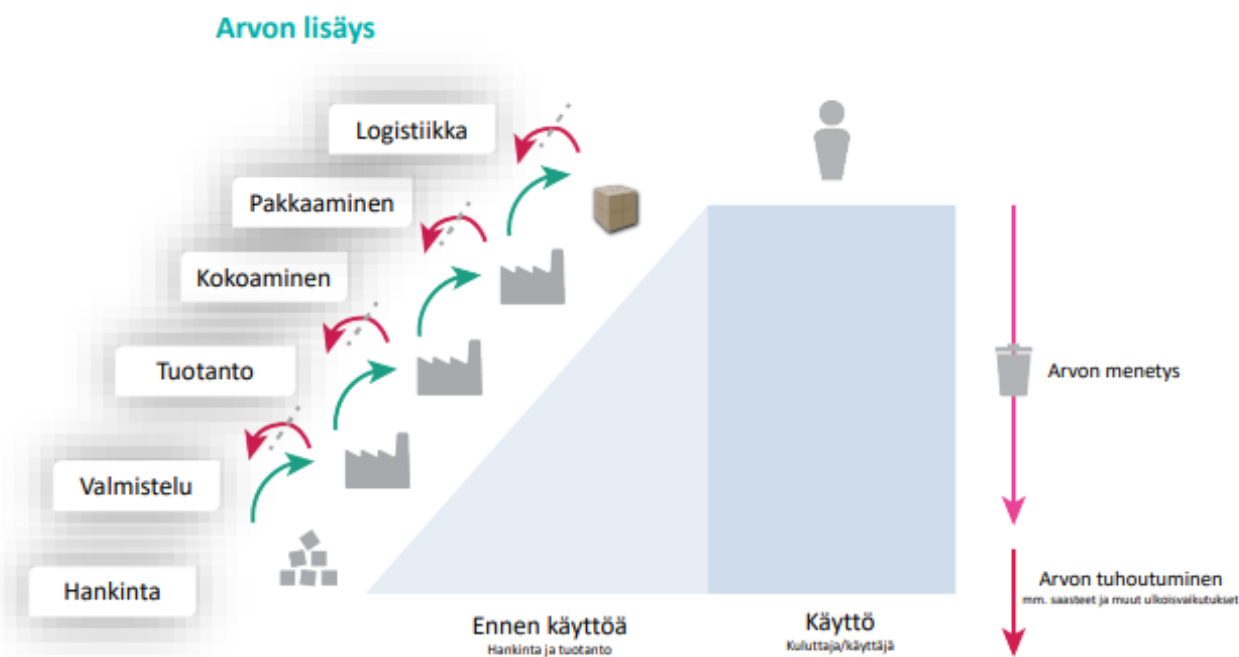 Arvon lisäys
Logistiikka
Pakkaaminen
Kokoaminen
Tuotanto
Valmistelu
Hankinta
Ennen käyttöä
Hankinta ja tuotanto
Käyttö
Kuluttaja/käyttäjä
Arvon menetys
Arvon tuhoutuminen
mm. saasteet ja muut ulkoisvaikutukset